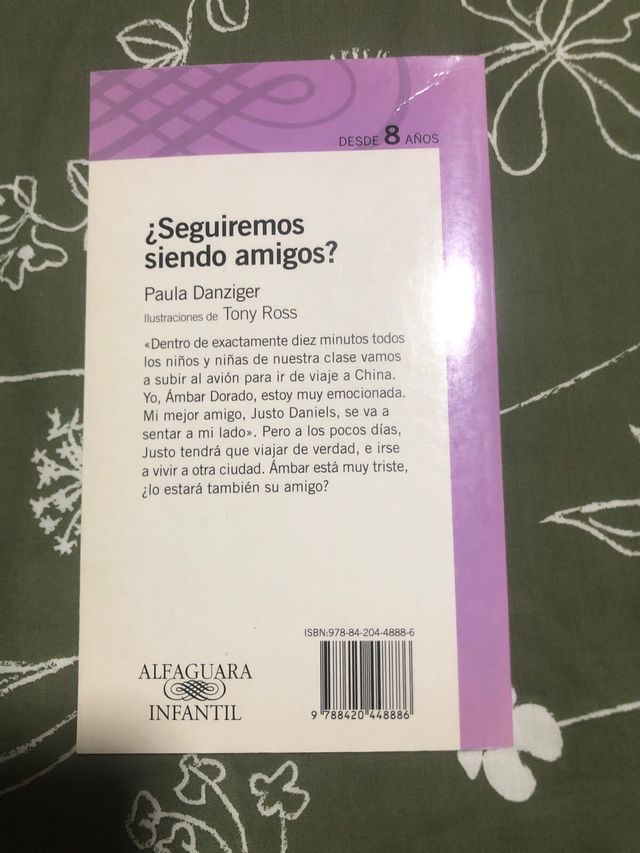 DESDE 8 AÑOS
¿Seguiremos
siendo amigos?
Paula Danziger
Ilustraciones de Tony Ross
«Dentro de exactamente diez minutos todos
los niños y niñas de nuestra clase vamos
a subir al avión para ir de viaje a China.
Yo, Ámbar Dorado, estoy muy emocionada.
Mi mejor amigo, Justo Daniels, se va a
sentar a mi lado». Pero a los pocos días,
Justo tendrá que viajar de verdad, e irse
a vivir a otra ciudad. Ámbar está muy triste,
¿lo estará también su amigo?
ISBN:978-84-204-4888-6
9 788420 448886
ALFAGUARA
INFANTIL